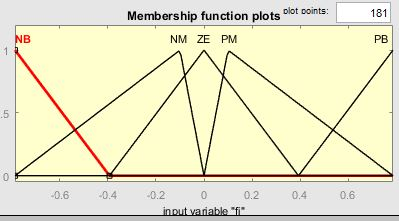 Membership function plots plot points: 181
NB NM ZE PM PB
1
.5
0
-0.6 -0.4 -0.2 0 0.2 0.4 0.6
input variable "fi"